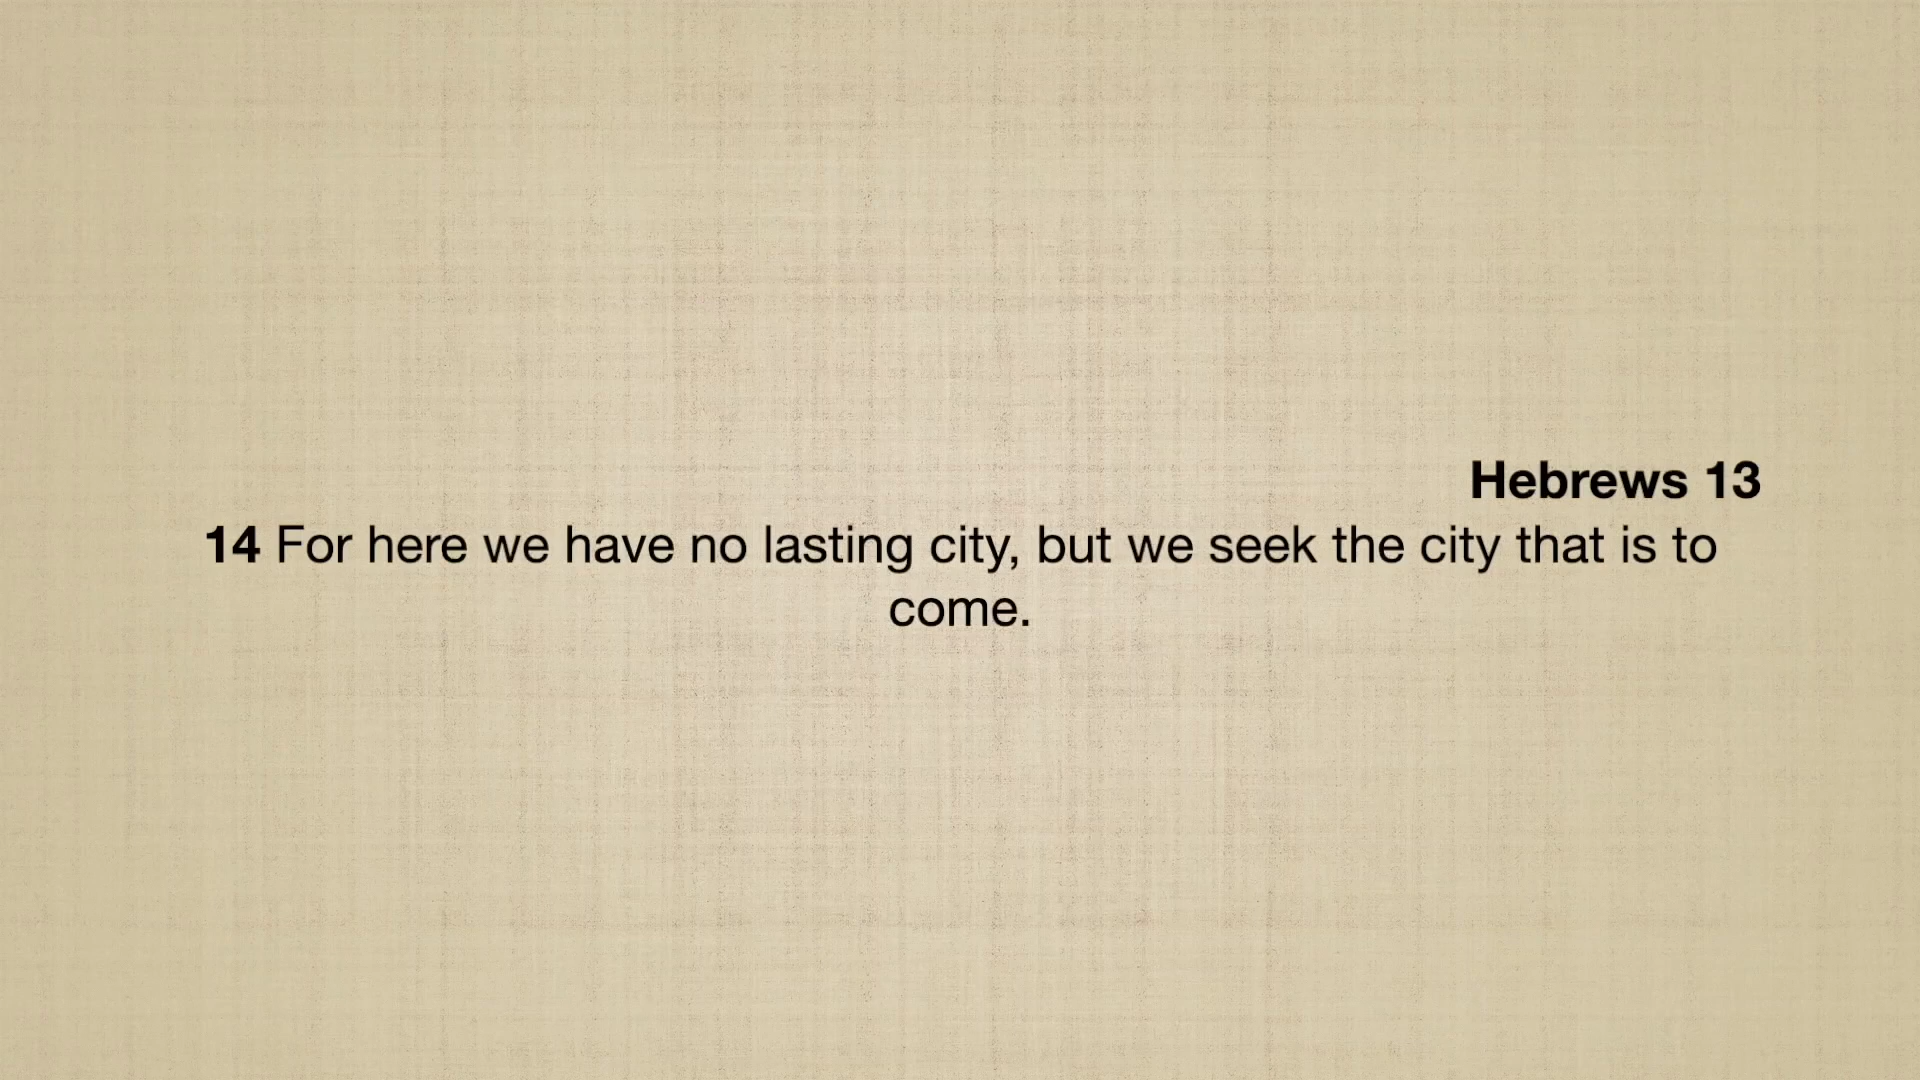 Hebrews 13
14 For here we have no lasting city, but we seek the city that is to
come.